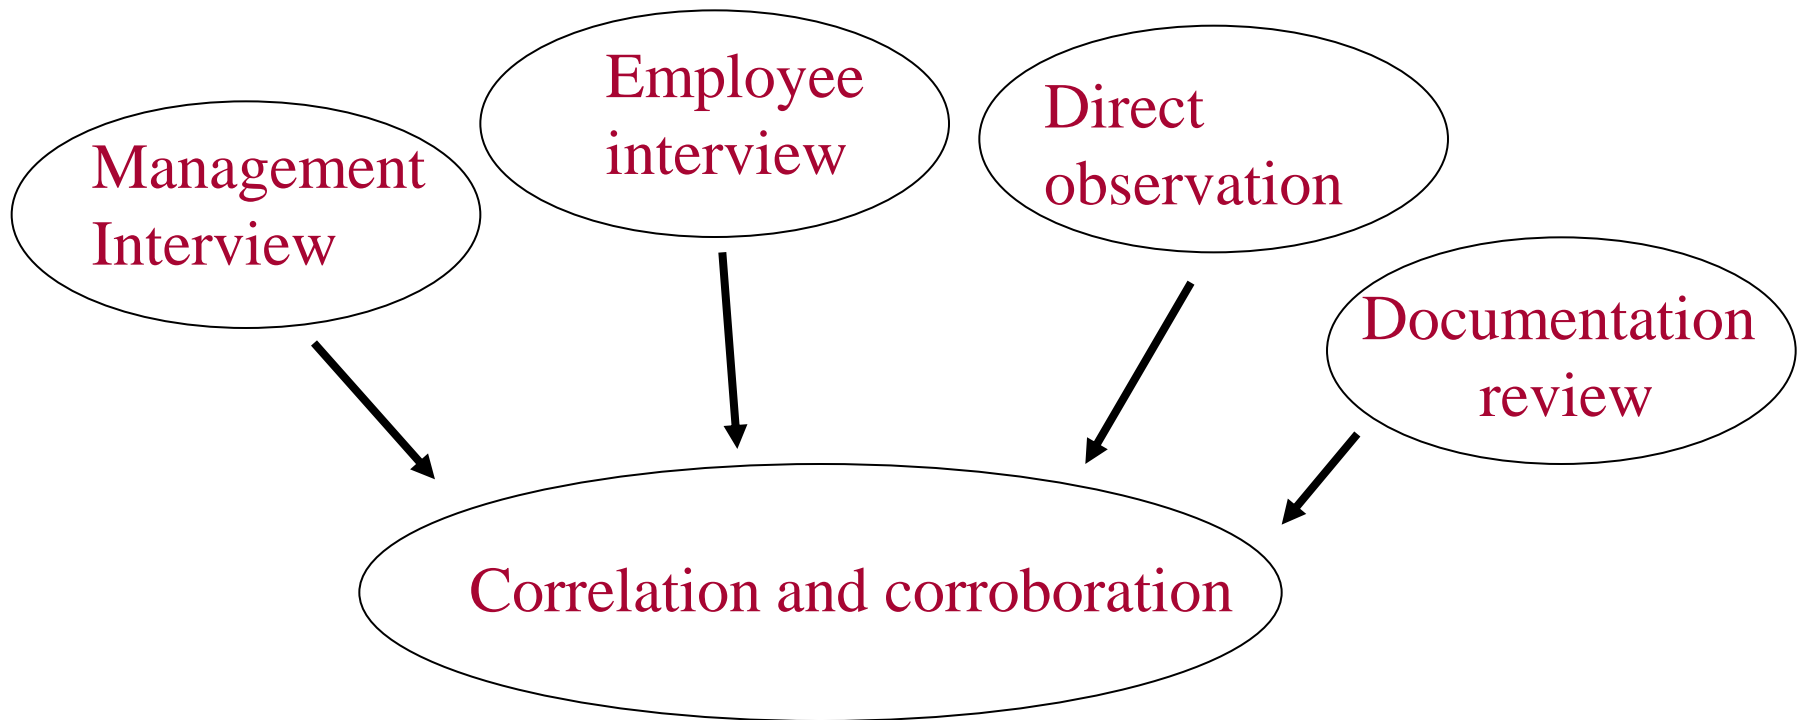 Management
Interview
Employee
interview
Direct
observation
Documentation
review
Correlation and corroboration